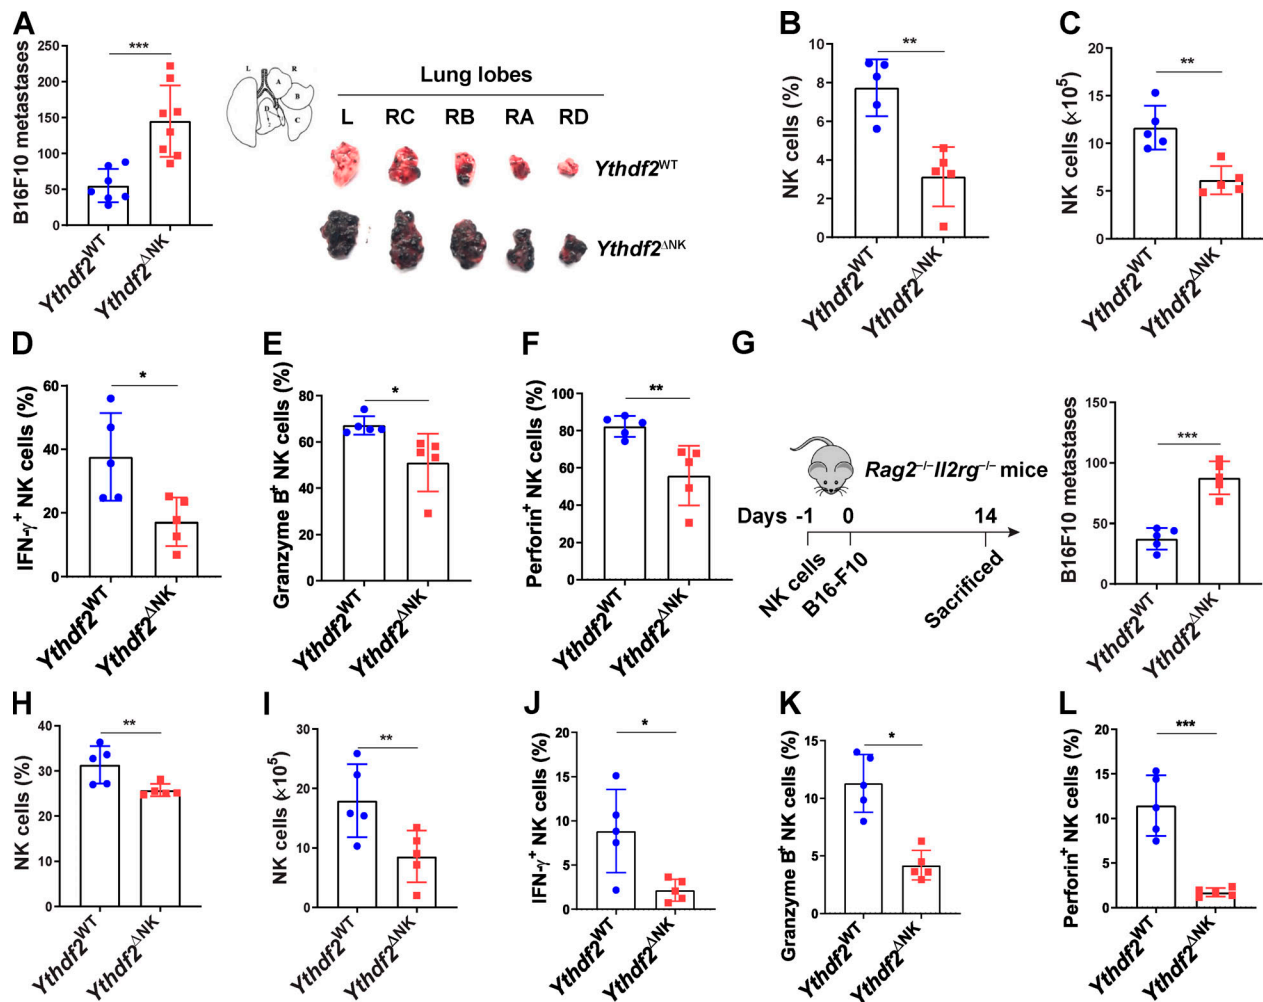 A
B16F10 metastases
250
200
150
100
50
0
***
Ythdf2WT
Ythdf2ΔNK
L
R
A
B
C
D
Lung lobes
L RC RB RA RD
Ythdf2WT
Ythdf2ΔNK
B
NK cells (%)
10
8
6
4
2
0
**
Ythdf2WT
Ythdf2ΔNK
C
NK cells (×10⁵)
20
15
10
5
0
**
Ythdf2WT
Ythdf2ΔNK
D
IFN-γ⁺ NK cells (%)
60
40
20
0
*
Ythdf2WT
Ythdf2ΔNK
E
Granzyme B⁺ NK cells (%)
80
60
40
20
0
*
Ythdf2WT
Ythdf2ΔNK
F
Perforin⁺ NK cells (%)
100
80
60
40
20
0
**
Ythdf2WT
Ythdf2ΔNK
G
Rag2⁻/⁻Il2rg⁻/⁻ mice
Days -1 0 14
NK cells
B16-F10
Sacrificed
B16F10 metastases
150
100
50
0
***
Ythdf2WT
Ythdf2ΔNK
H
NK cells (%)
40
30
20
10
0
**
Ythdf2WT
Ythdf2ΔNK
I
NK cells (×10⁵)
30
20
10
0
**
Ythdf2WT
Ythdf2ΔNK
J
IFN-γ⁺ NK cells (%)
20
15
10
5
0
*
Ythdf2WT
Ythdf2ΔNK
K
Granzyme B⁺ NK cells (%)
15
10
5
0
*
Ythdf2WT
Ythdf2ΔNK
L
Perforin⁺ NK cells (%)
20
15
10
5
0
***
Ythdf2WT
Ythdf2ΔNK